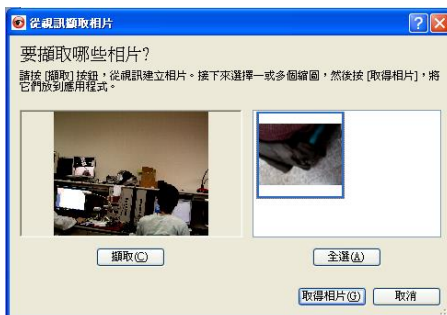 從視訊擷取相片
要擷取哪些相片?
請按 [擷取] 按鈕，從視訊建立相片。接下來選擇一或多個縮圖，然後按 [取得相片]，將
它們放到應用程式。
擷取(C)
全選(A)
取得相片(G)
取消